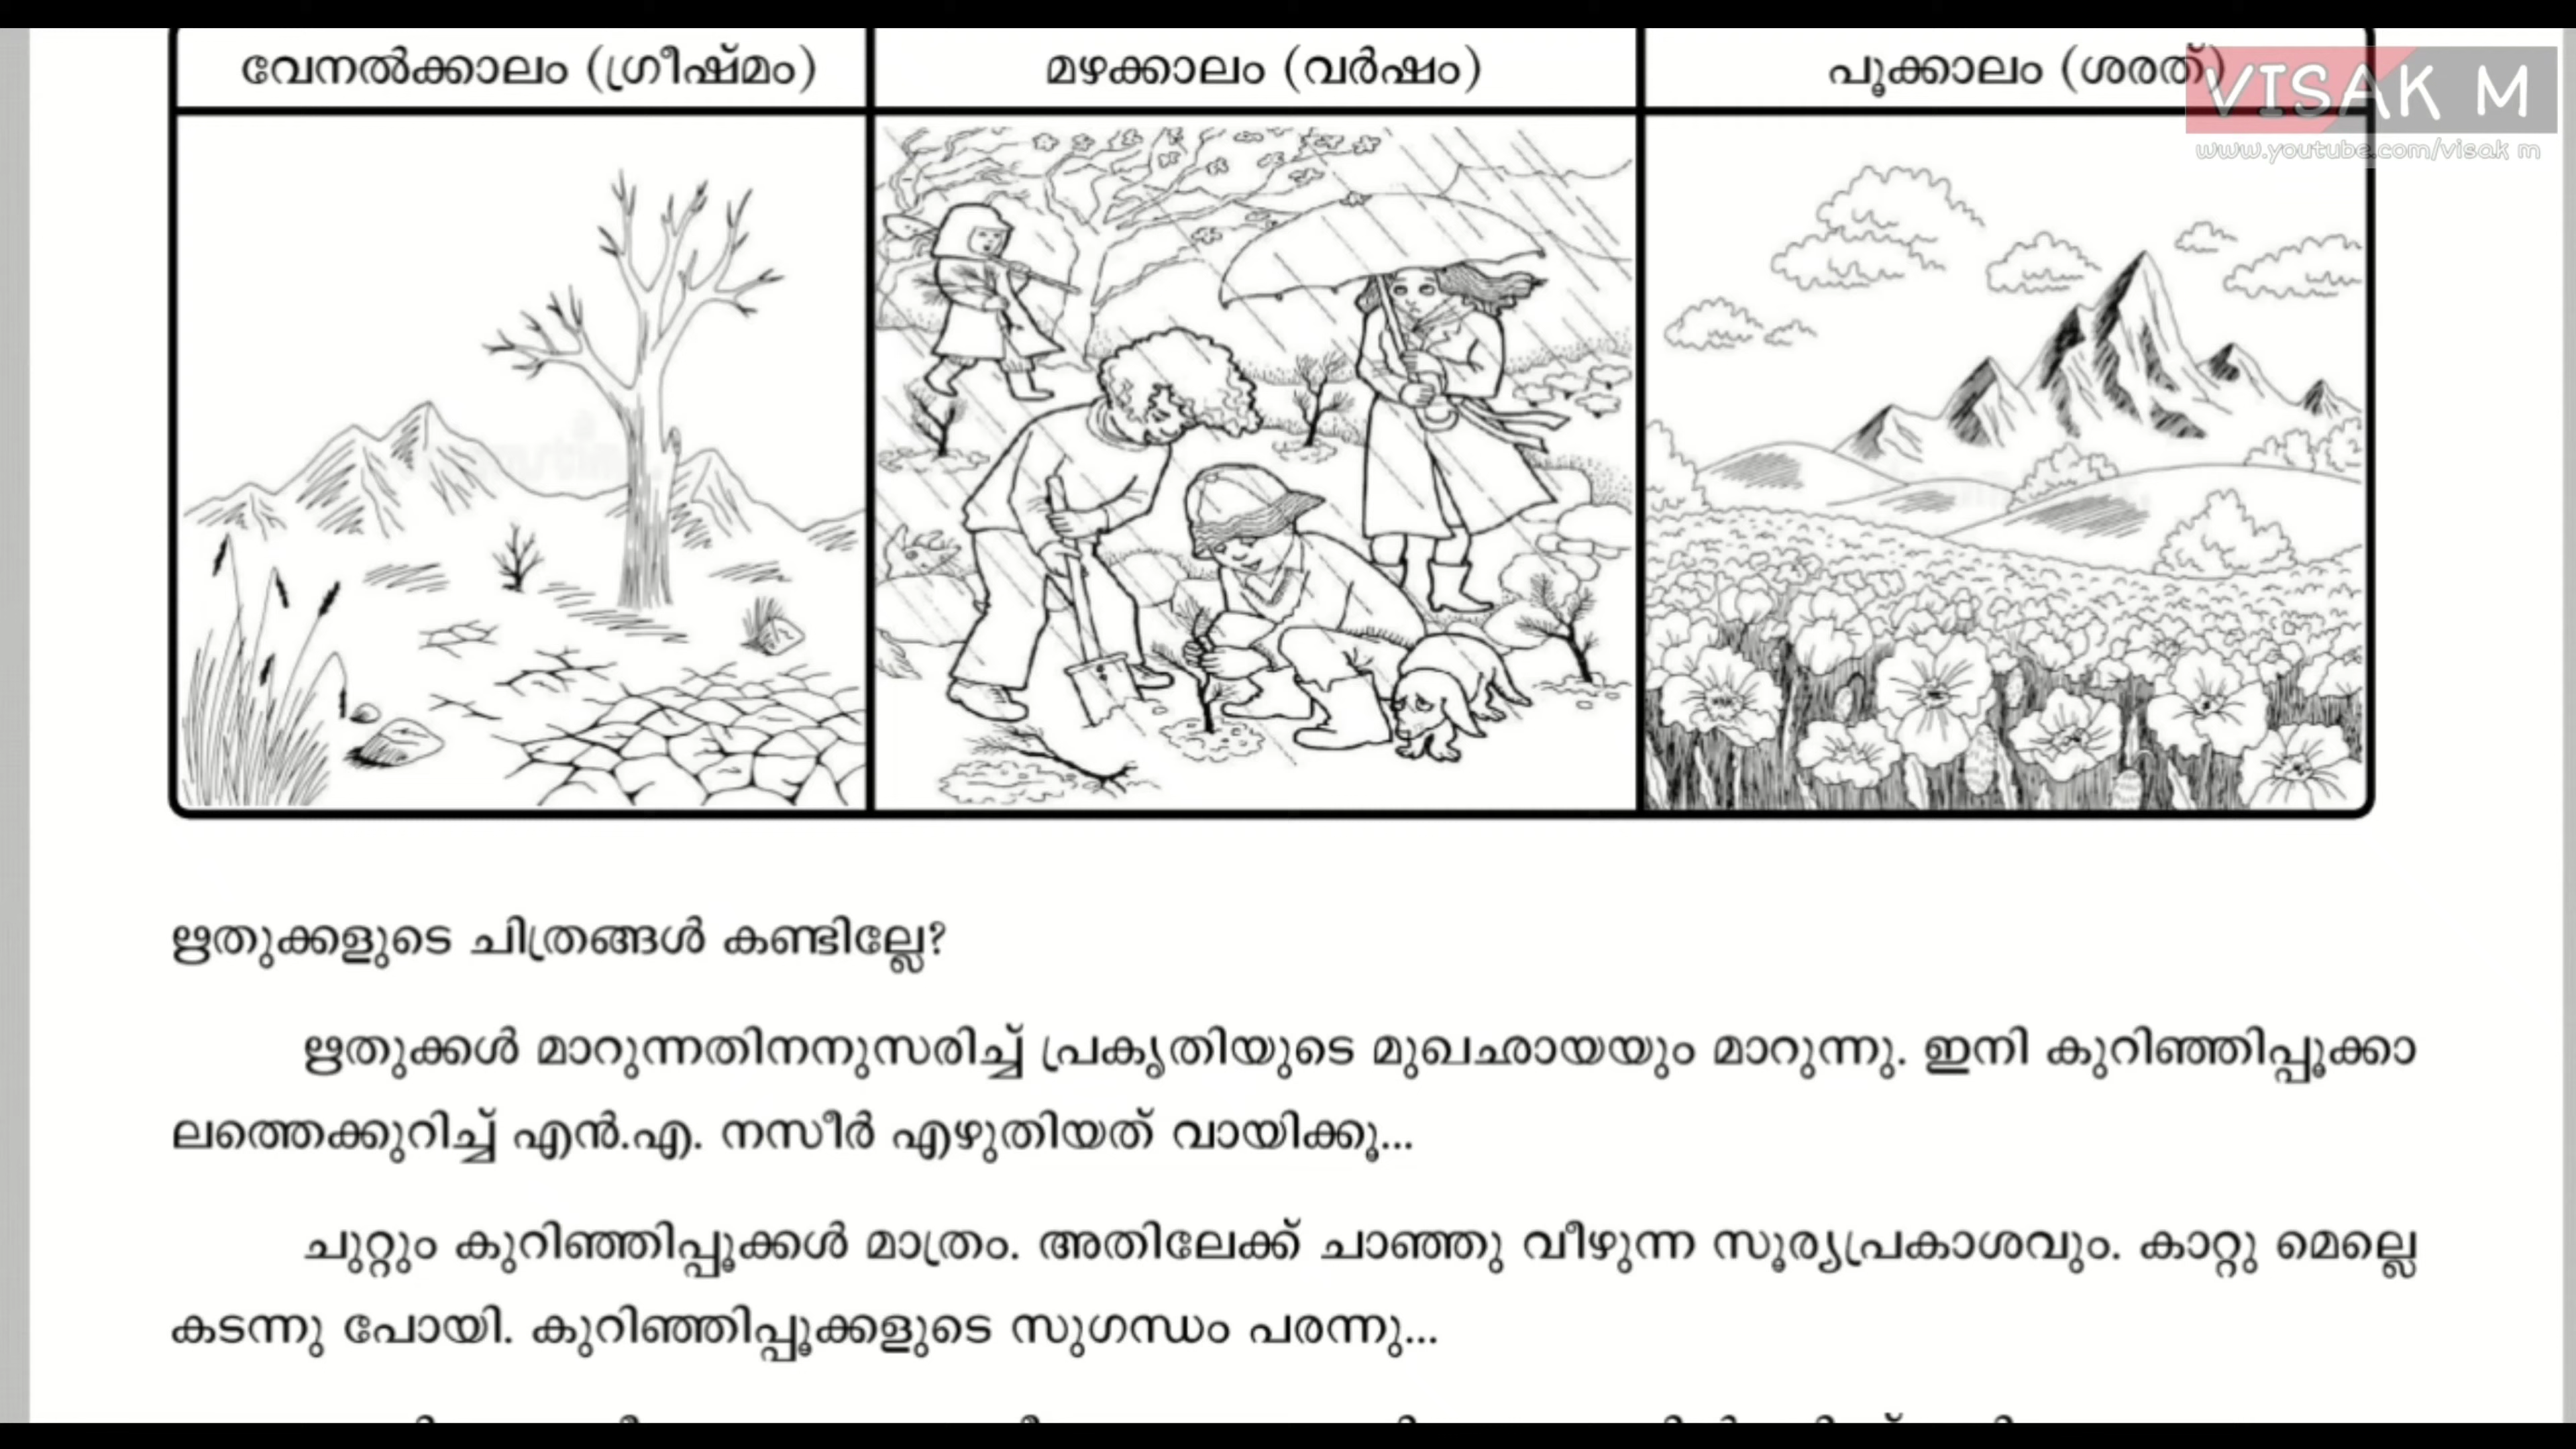 വേനൽക്കാലം (ഗ്രീഷ്മം)
മഴക്കാലം (വർഷം)
പൂക്കാലം (ശരത്)
VISAK M
www.youtube.com/visak m
ഋതുക്കളുടെ ചിത്രങ്ങൾ കണ്ടില്ലേ?
ഋതുക്കൾ മാറുന്നതിനനുസരിച്ച് പ്രകൃതിയുടെ മുഖഛായയും മാറുന്നു. ഇനി കുറിഞ്ഞിപ്പൂക്കാ
ലത്തെക്കുറിച്ച് എൻ.എ. നസീർ എഴുതിയത് വായിക്കൂ...
ചുറ്റും കുറിഞ്ഞിപ്പൂക്കൾ മാത്രം. അതിലേക്ക് ചാഞ്ഞു വീഴുന്ന സൂര്യപ്രകാശവും. കാറ്റു മെല്ലെ
കടന്നു പോയി. കുറിഞ്ഞിപ്പൂക്കളുടെ സുഗന്ധം പരന്നു...